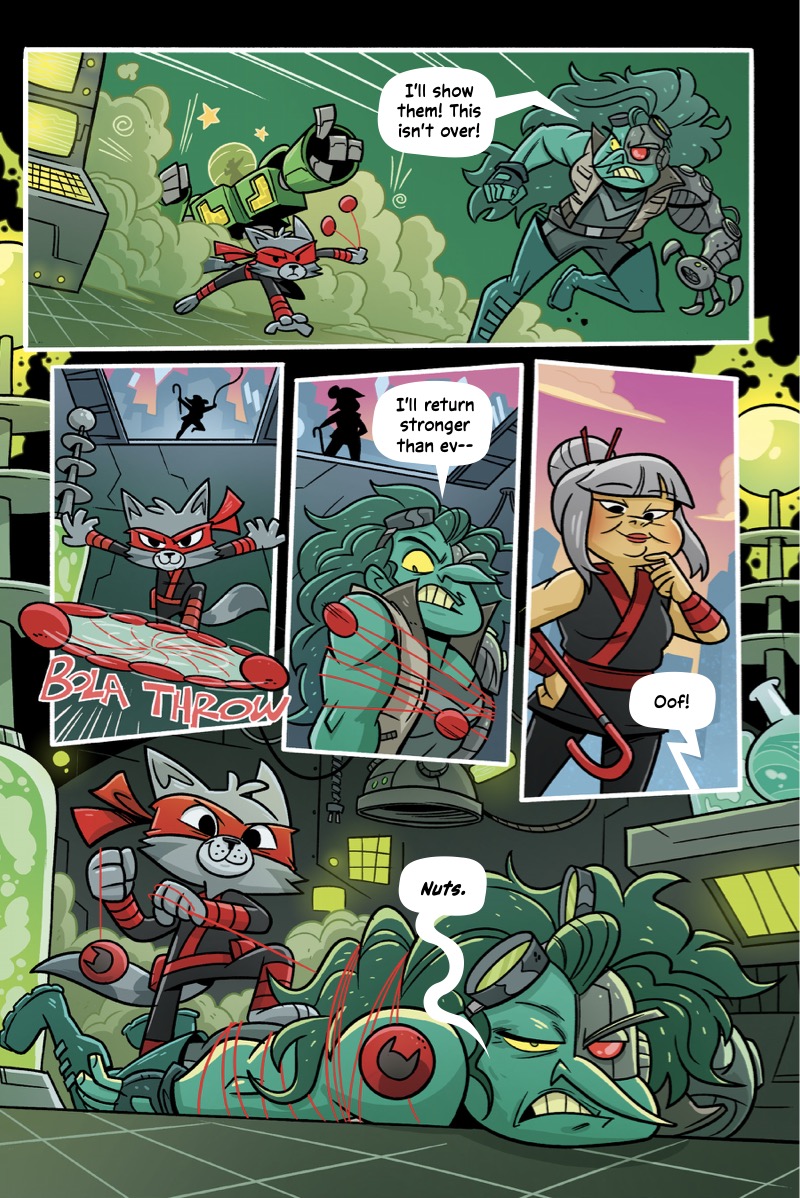 I'll show
them! This
isn't over!
BOLA THROW
I'll return
stronger
than ev--
Oof!
Nuts.